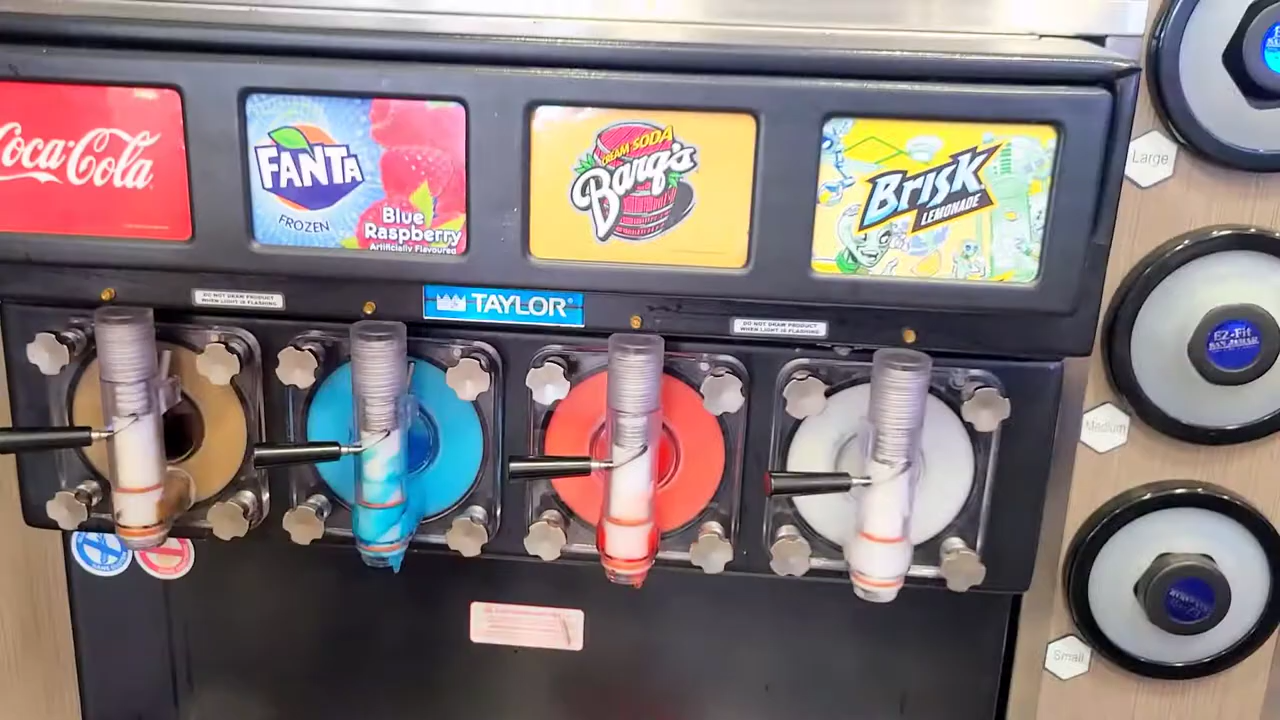 Coca-Cola
FANTA
FROZEN
Blue
Raspberry
Artificially Flavoured
CREAM SODA
Barq's
BRISK
LEMONADE
DO NOT DRAW PRODUCT
WHEN LIGHT IS FLASHING
TAYLOR
DO NOT DRAW PRODUCT
WHEN LIGHT IS FLASHING
Large
EZ-Fit
Medium
Small